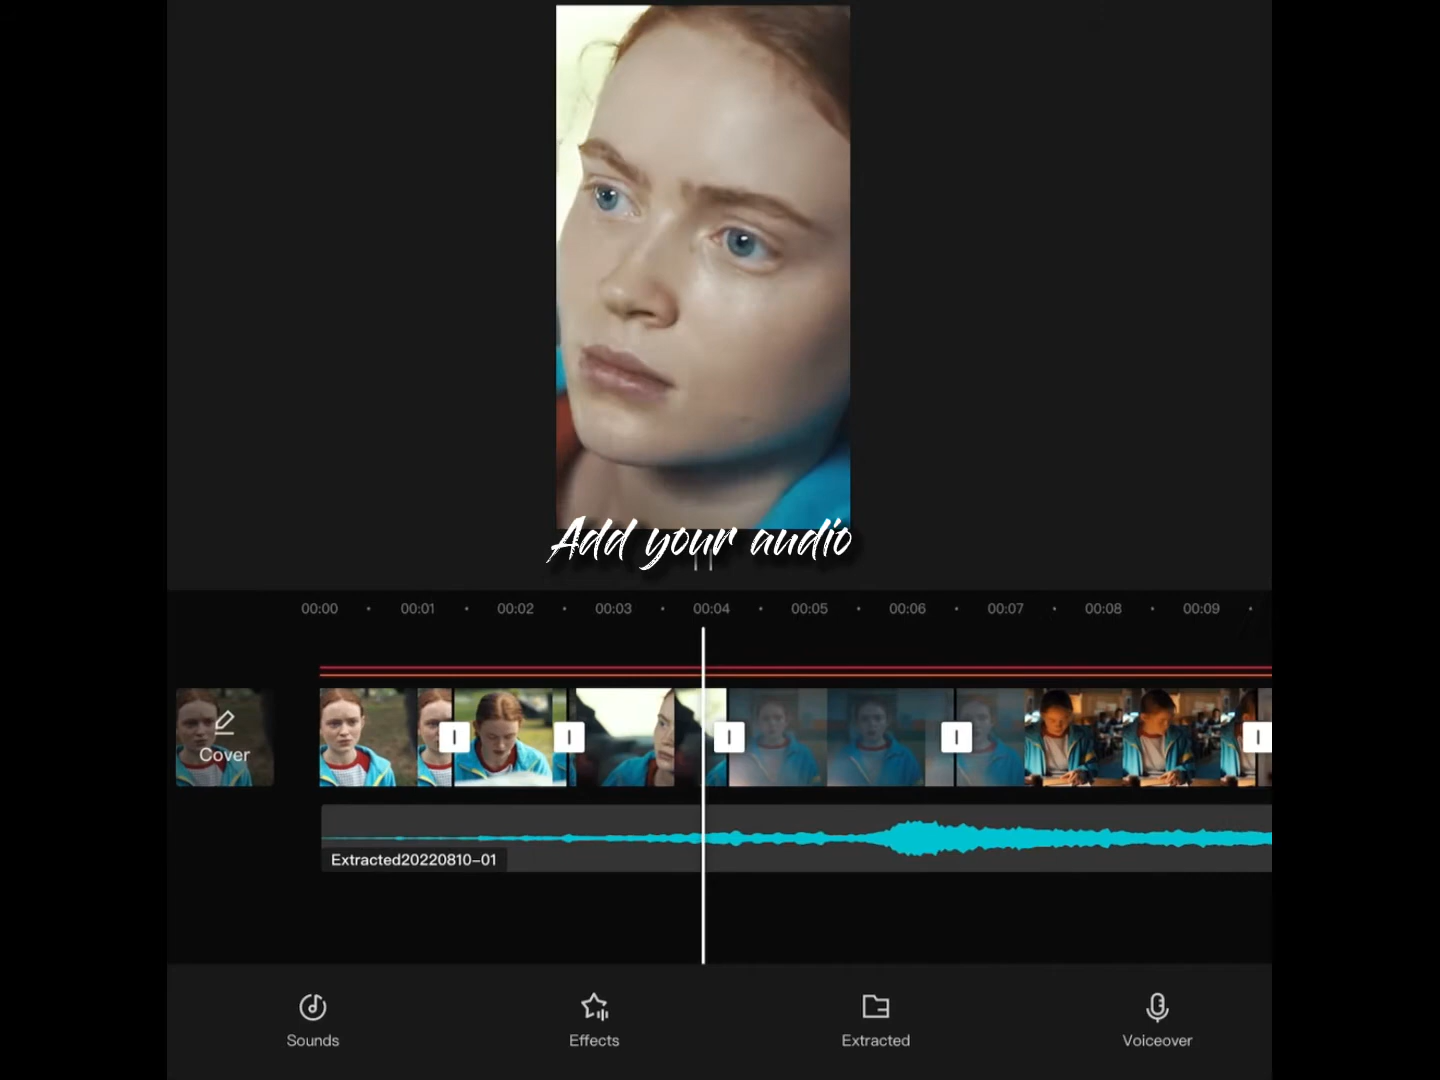 Add your audio
00:00 00:01 00:02 00:03 00:04 00:05 00:06 00:07 00:08 00:09
Cover
Extracted20220810-01
Sounds Effects Extracted Voiceover